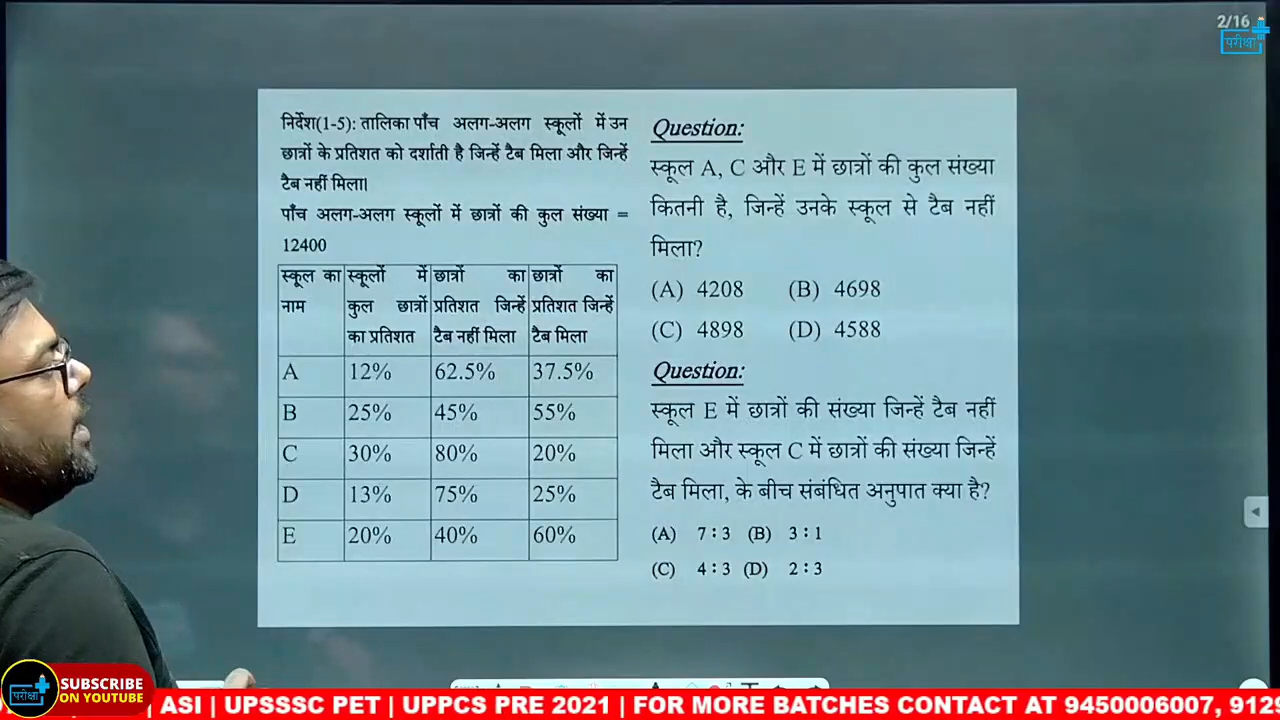 2/16
परीक्षा
निर्देश(1-5): तालिका पाँच अलग-अलग स्कूलों में उन
छात्रों के प्रतिशत को दर्शाती है जिन्हें टैब मिला और जिन्हें
टैब नहीं मिला।
पाँच अलग-अलग स्कूलों में छात्रों की कुल संख्या =
12400
स्कूल का नाम | स्कूलों में कुल छात्रों का प्रतिशत | छात्रों का प्रतिशत जिन्हें टैब नहीं मिला | छात्रों का प्रतिशत जिन्हें टैब मिला
A 12% 62.5% 37.5%
B 25% 45% 55%
C 30% 80% 20%
D 13% 75% 25%
E 20% 40% 60%
Question:
स्कूल A, C और E में छात्रों की कुल संख्या
कितनी है, जिन्हें उनके स्कूल से टैब नहीं
मिला?
(A) 4208 (B) 4698
(C) 4898 (D) 4588
Question:
स्कूल E में छात्रों की संख्या जिन्हें टैब नहीं
मिला और स्कूल C में छात्रों की संख्या जिन्हें
टैब मिला, के बीच संबंधित अनुपात क्या है?
(A) 7 : 3 (B) 3 : 1
(C) 4 : 3 (D) 2 : 3
परीक्षा
SUBSCRIBE
ON YOUTUBE
| ASI | UPSSSC PET | UPPCS PRE 2021 | FOR MORE BATCHES CONTACT AT 9450006007, 9125